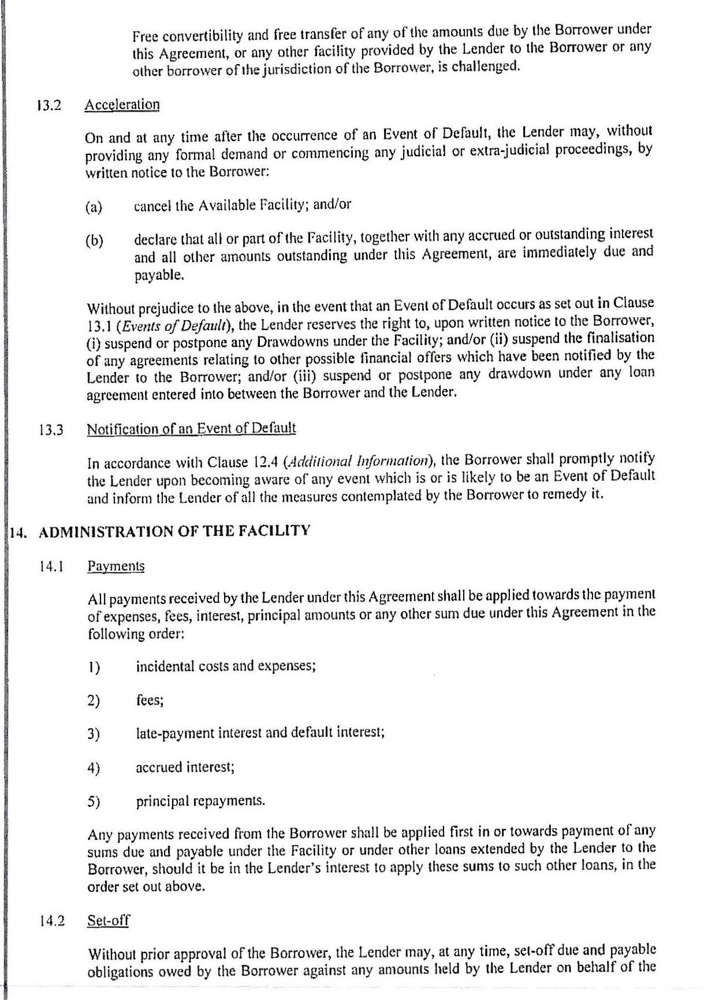 Free convertibility and free transfer of any of the amounts due by the Borrower under
this Agreement, or any other facility provided by the Lender to the Borrower or any
other borrower of the jurisdiction of the Borrower, is challenged.
13.2 Acceleration
On and at any time after the occurrence of an Event of Default, the Lender may, without
providing any formal demand or commencing any judicial or extra-judicial proceedings, by
written notice to the Borrower:
(a) cancel the Available Facility; and/or
(b) declare that all or part of the Facility, together with any accrued or outstanding interest
and all other amounts outstanding under this Agreement, are immediately due and
payable.
Without prejudice to the above, in the event that an Event of Default occurs as set out in Clause
13.1 (Events of Default), the Lender reserves the right to, upon written notice to the Borrower,
(i) suspend or postpone any Drawdowns under the Facility; and/or (ii) suspend the finalisation
of any agreements relating to other possible financial offers which have been notified by the
Lender to the Borrower; and/or (iii) suspend or postpone any drawdown under any loan
agreement entered into between the Borrower and the Lender.
13.3 Notification of an Event of Default
In accordance with Clause 12.4 (Additional Information), the Borrower shall promptly notify
the Lender upon becoming aware of any event which is or is likely to be an Event of Default
and inform the Lender of all the measures contemplated by the Borrower to remedy it.
14. ADMINISTRATION OF THE FACILITY
14.1 Payments
All payments received by the Lender under this Agreement shall be applied towards the payment
of expenses, fees, interest, principal amounts or any other sum due under this Agreement in the
following order:
1) incidental costs and expenses;
2) fees;
3) late-payment interest and default interest;
4) accrued interest;
5) principal repayments.
Any payments received from the Borrower shall be applied first in or towards payment of any
sums due and payable under the Facility or under other loans extended by the Lender to the
Borrower, should it be in the Lender's interest to apply these sums to such other loans, in the
order set out above.
14.2 Set-off
Without prior approval of the Borrower, the Lender may, at any time, set-off due and payable
obligations owed by the Borrower against any amounts held by the Lender on behalf of the